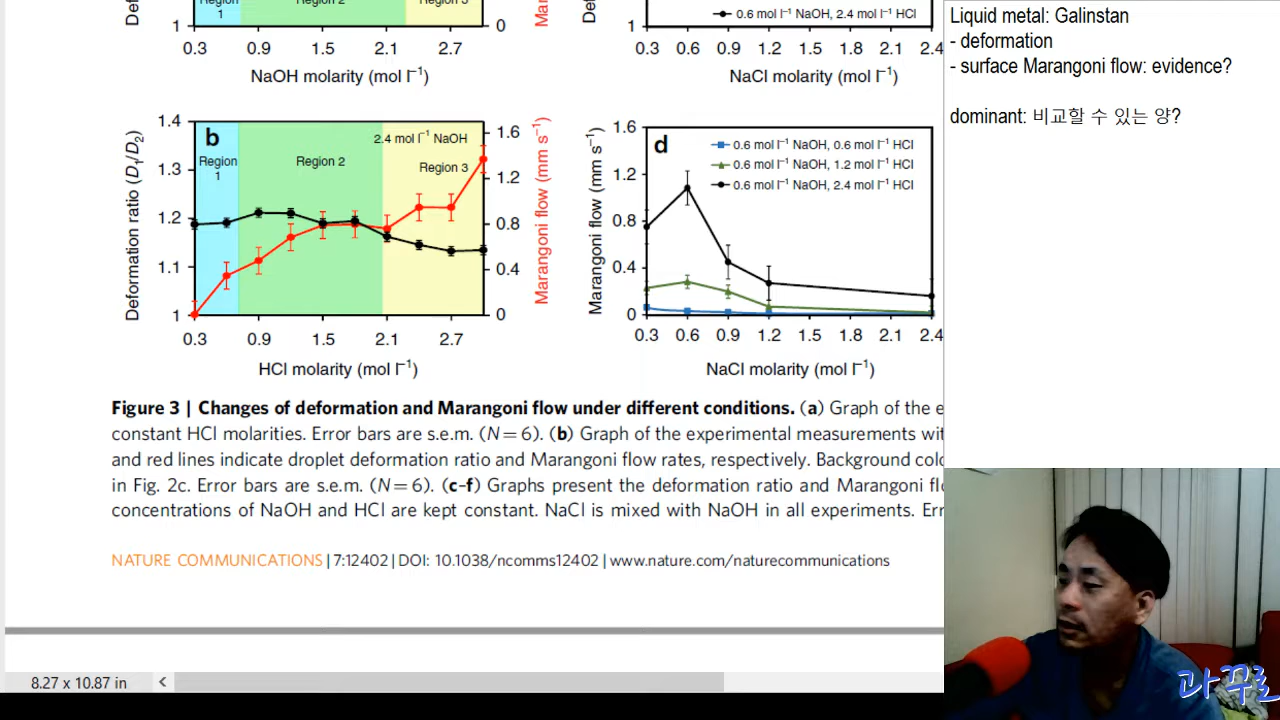 Region
1
Region 2
Region 3
1
0
0.3 0.9 1.5 2.1 2.7
NaOH molarity (mol l⁻¹)
0.6 mol l⁻¹ NaOH, 2.4 mol l⁻¹ HCl
1
0.3 0.6 0.9 1.2 1.5 1.8 2.1 2.4
NaCl molarity (mol l⁻¹)
b
2.4 mol l⁻¹ NaOH
Region
1
Region 2
Region 3
Deformation ratio (D₁/D₂)
1.4
1.3
1.2
1.1
1
Marangoni flow (mm s⁻¹)
1.6
1.2
0.8
0.4
0
0.3 0.9 1.5 2.1 2.7
HCl molarity (mol l⁻¹)
d
0.6 mol l⁻¹ NaOH, 0.6 mol l⁻¹ HCl
0.6 mol l⁻¹ NaOH, 1.2 mol l⁻¹ HCl
0.6 mol l⁻¹ NaOH, 2.4 mol l⁻¹ HCl
Marangoni flow (mm s⁻¹)
1.6
1.2
0.8
0.4
0
0.3 0.6 0.9 1.2 1.5 1.8 2.1 2.4
NaCl molarity (mol l⁻¹)
Figure 3 | Changes of deformation and Marangoni flow under different conditions. (a) Graph of the e
constant HCl molarities. Error bars are s.e.m. (N = 6). (b) Graph of the experimental measurements wit
and red lines indicate droplet deformation ratio and Marangoni flow rates, respectively. Background colo
in Fig. 2c. Error bars are s.e.m. (N = 6). (c–f) Graphs present the deformation ratio and Marangoni fl
concentrations of NaOH and HCl are kept constant. NaCl is mixed with NaOH in all experiments. Err
NATURE COMMUNICATIONS | 7:12402 | DOI: 10.1038/ncomms12402 | www.nature.com/naturecommunications
8.27 x 10.87 in
Liquid metal: Galinstan
- deformation
- surface Marangoni flow: evidence?
dominant: 비교할 수 있는 양?
과꾸로